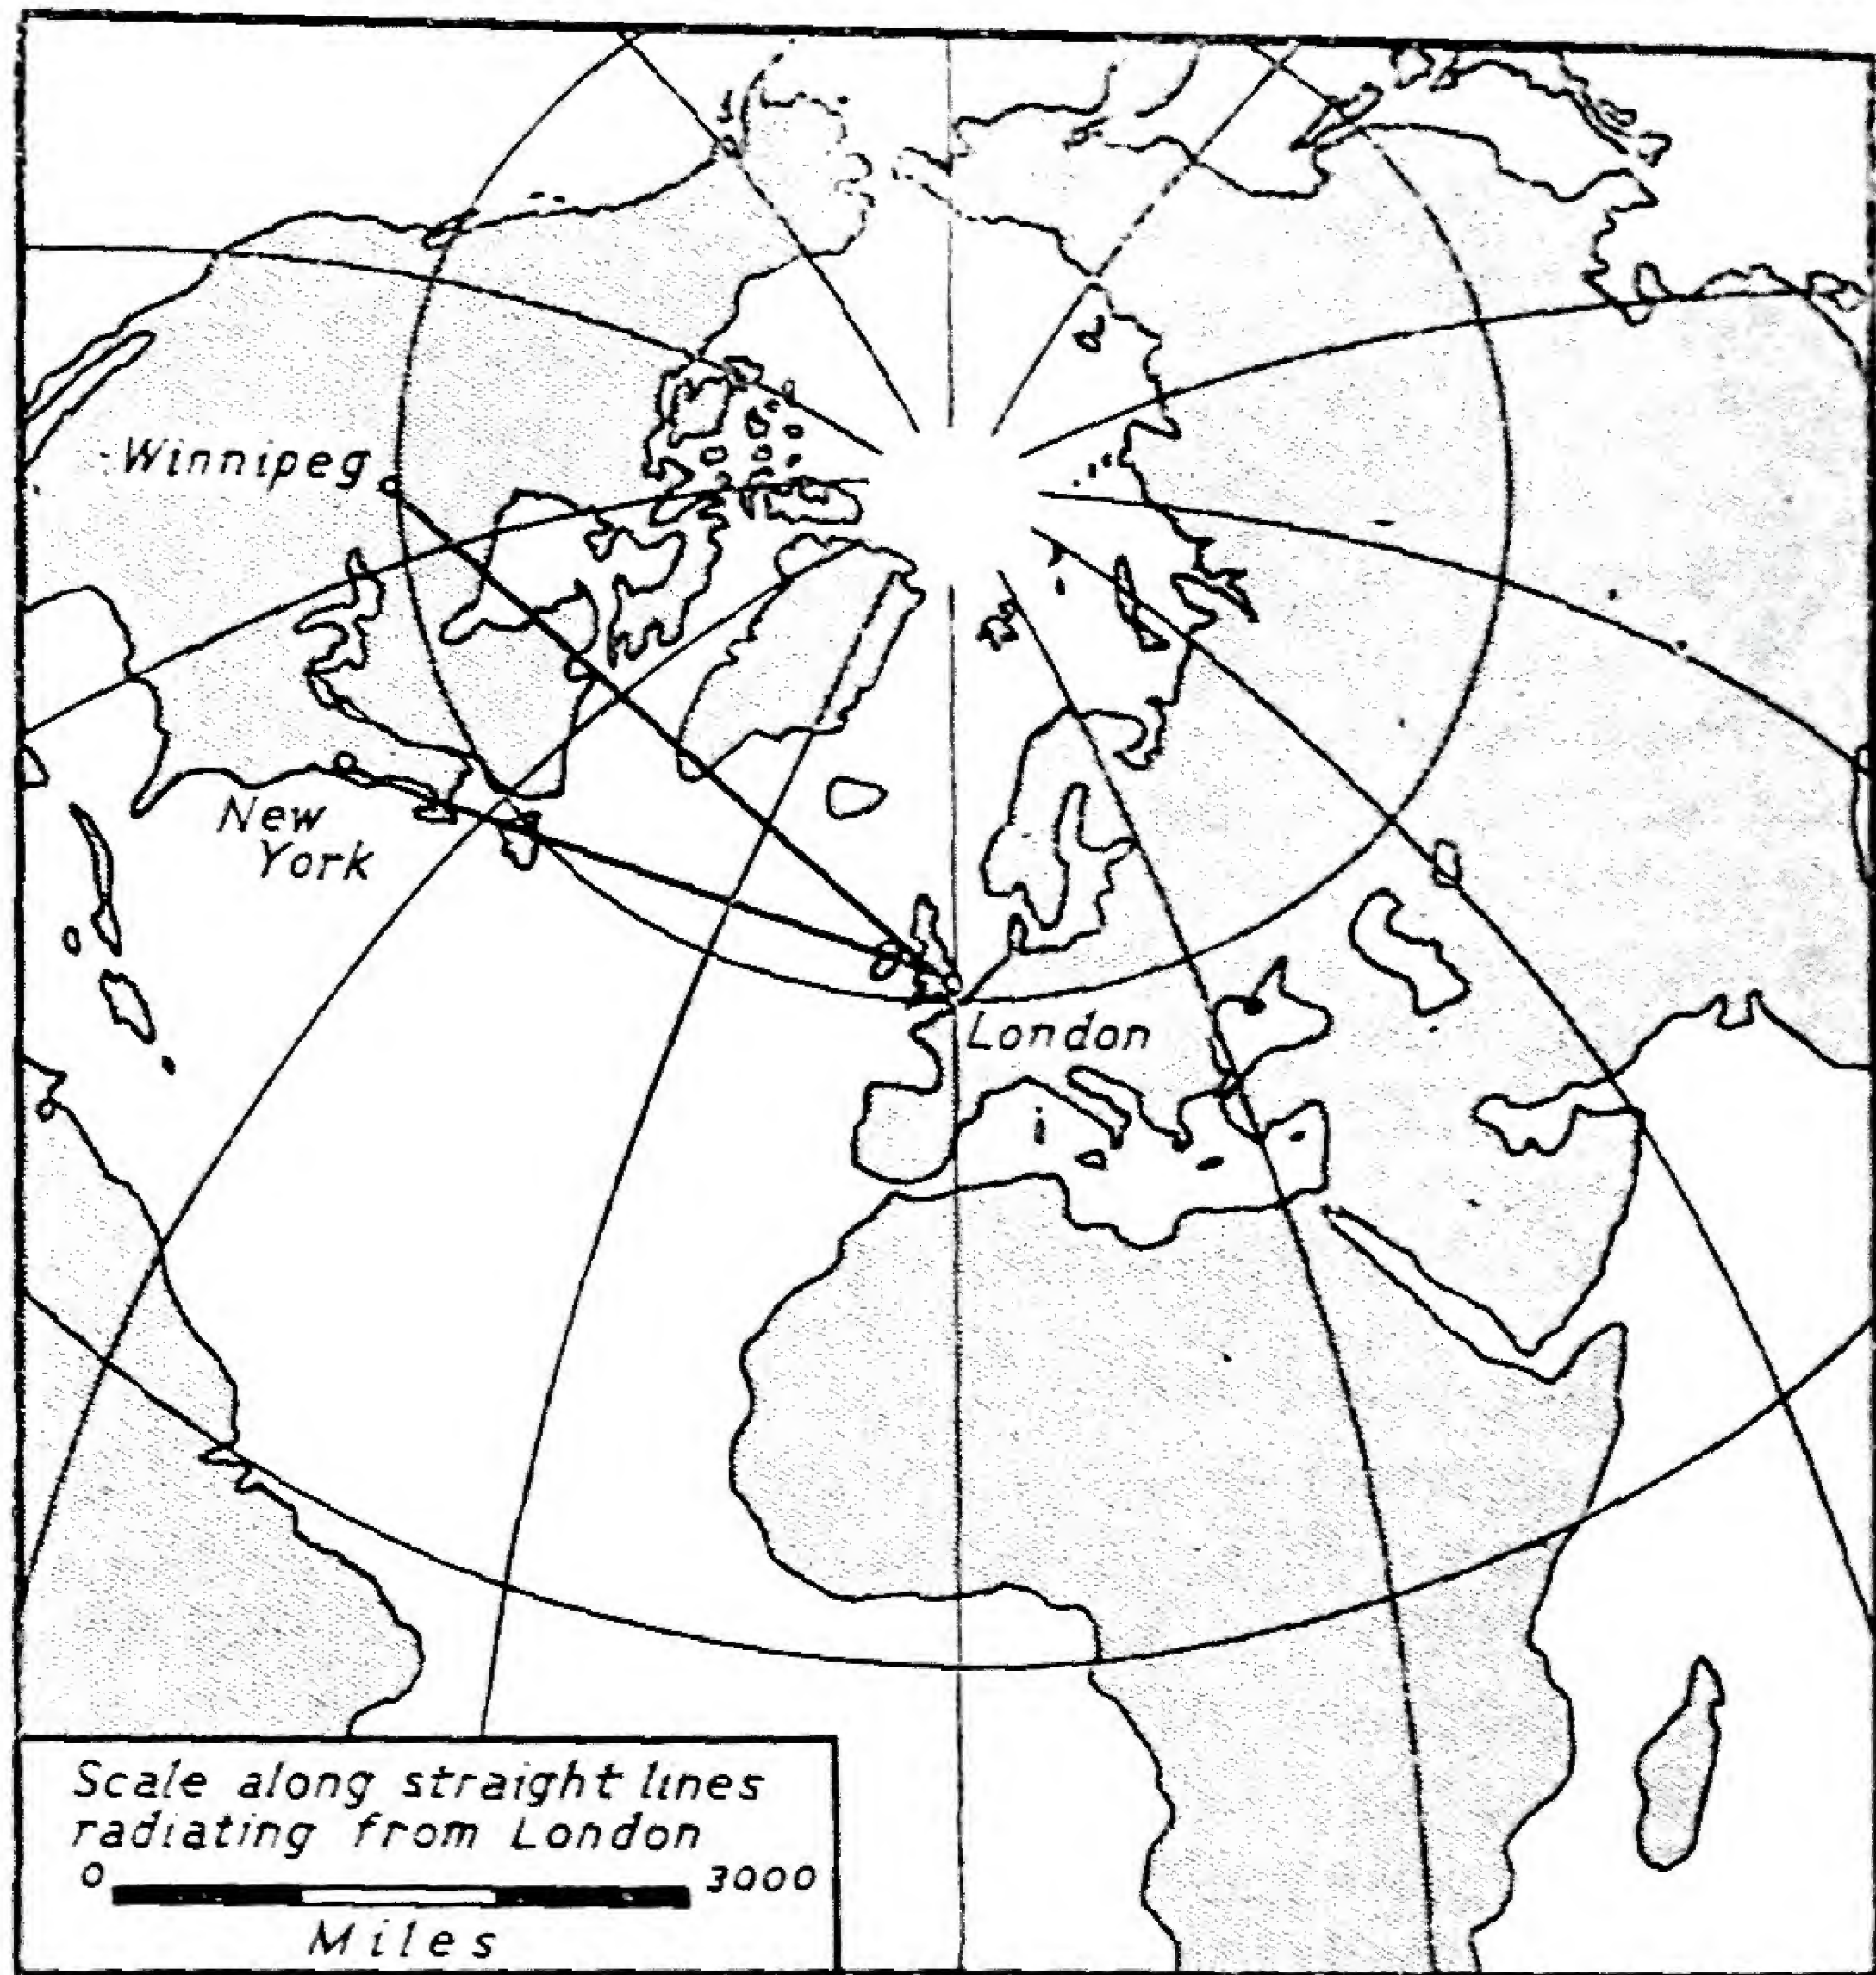 Winnipeg
New
York
London
Scale along straight lines
radiating from London
0 3000
Miles